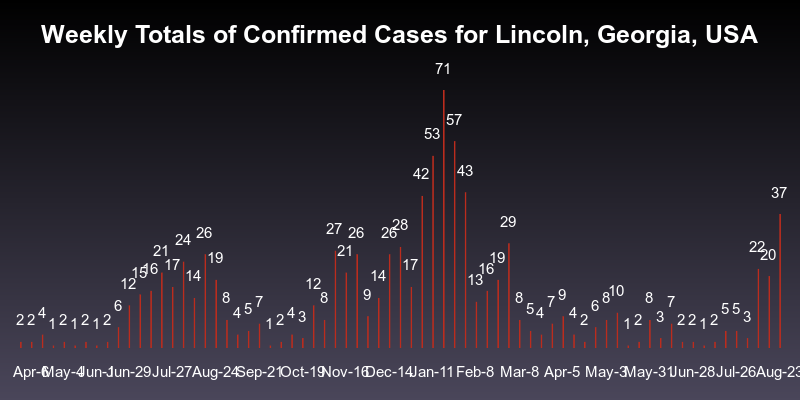 Weekly Totals of Confirmed Cases for Lincoln, Georgia, USA
2 2 4 1 2 1 2 1 2 6 12 15 16 21 17 24 14 26 19 8 4 5 7 1 2 4 3 12 8 27 21 26 9 14 26 28 17 42 53 71 57 43 13 16 19 29 8 5 4 7 9 4 2 6 8 10 1 2 8 3 7 2 2 1 2 5 5 3 22 20 37
Apr-6 May-4 Jun-1 Jun-29 Jul-27 Aug-24 Sep-21 Oct-19 Nov-16 Dec-14 Jan-11 Feb-8 Mar-8 Apr-5 May-3 May-31 Jun-28 Jul-26 Aug-23